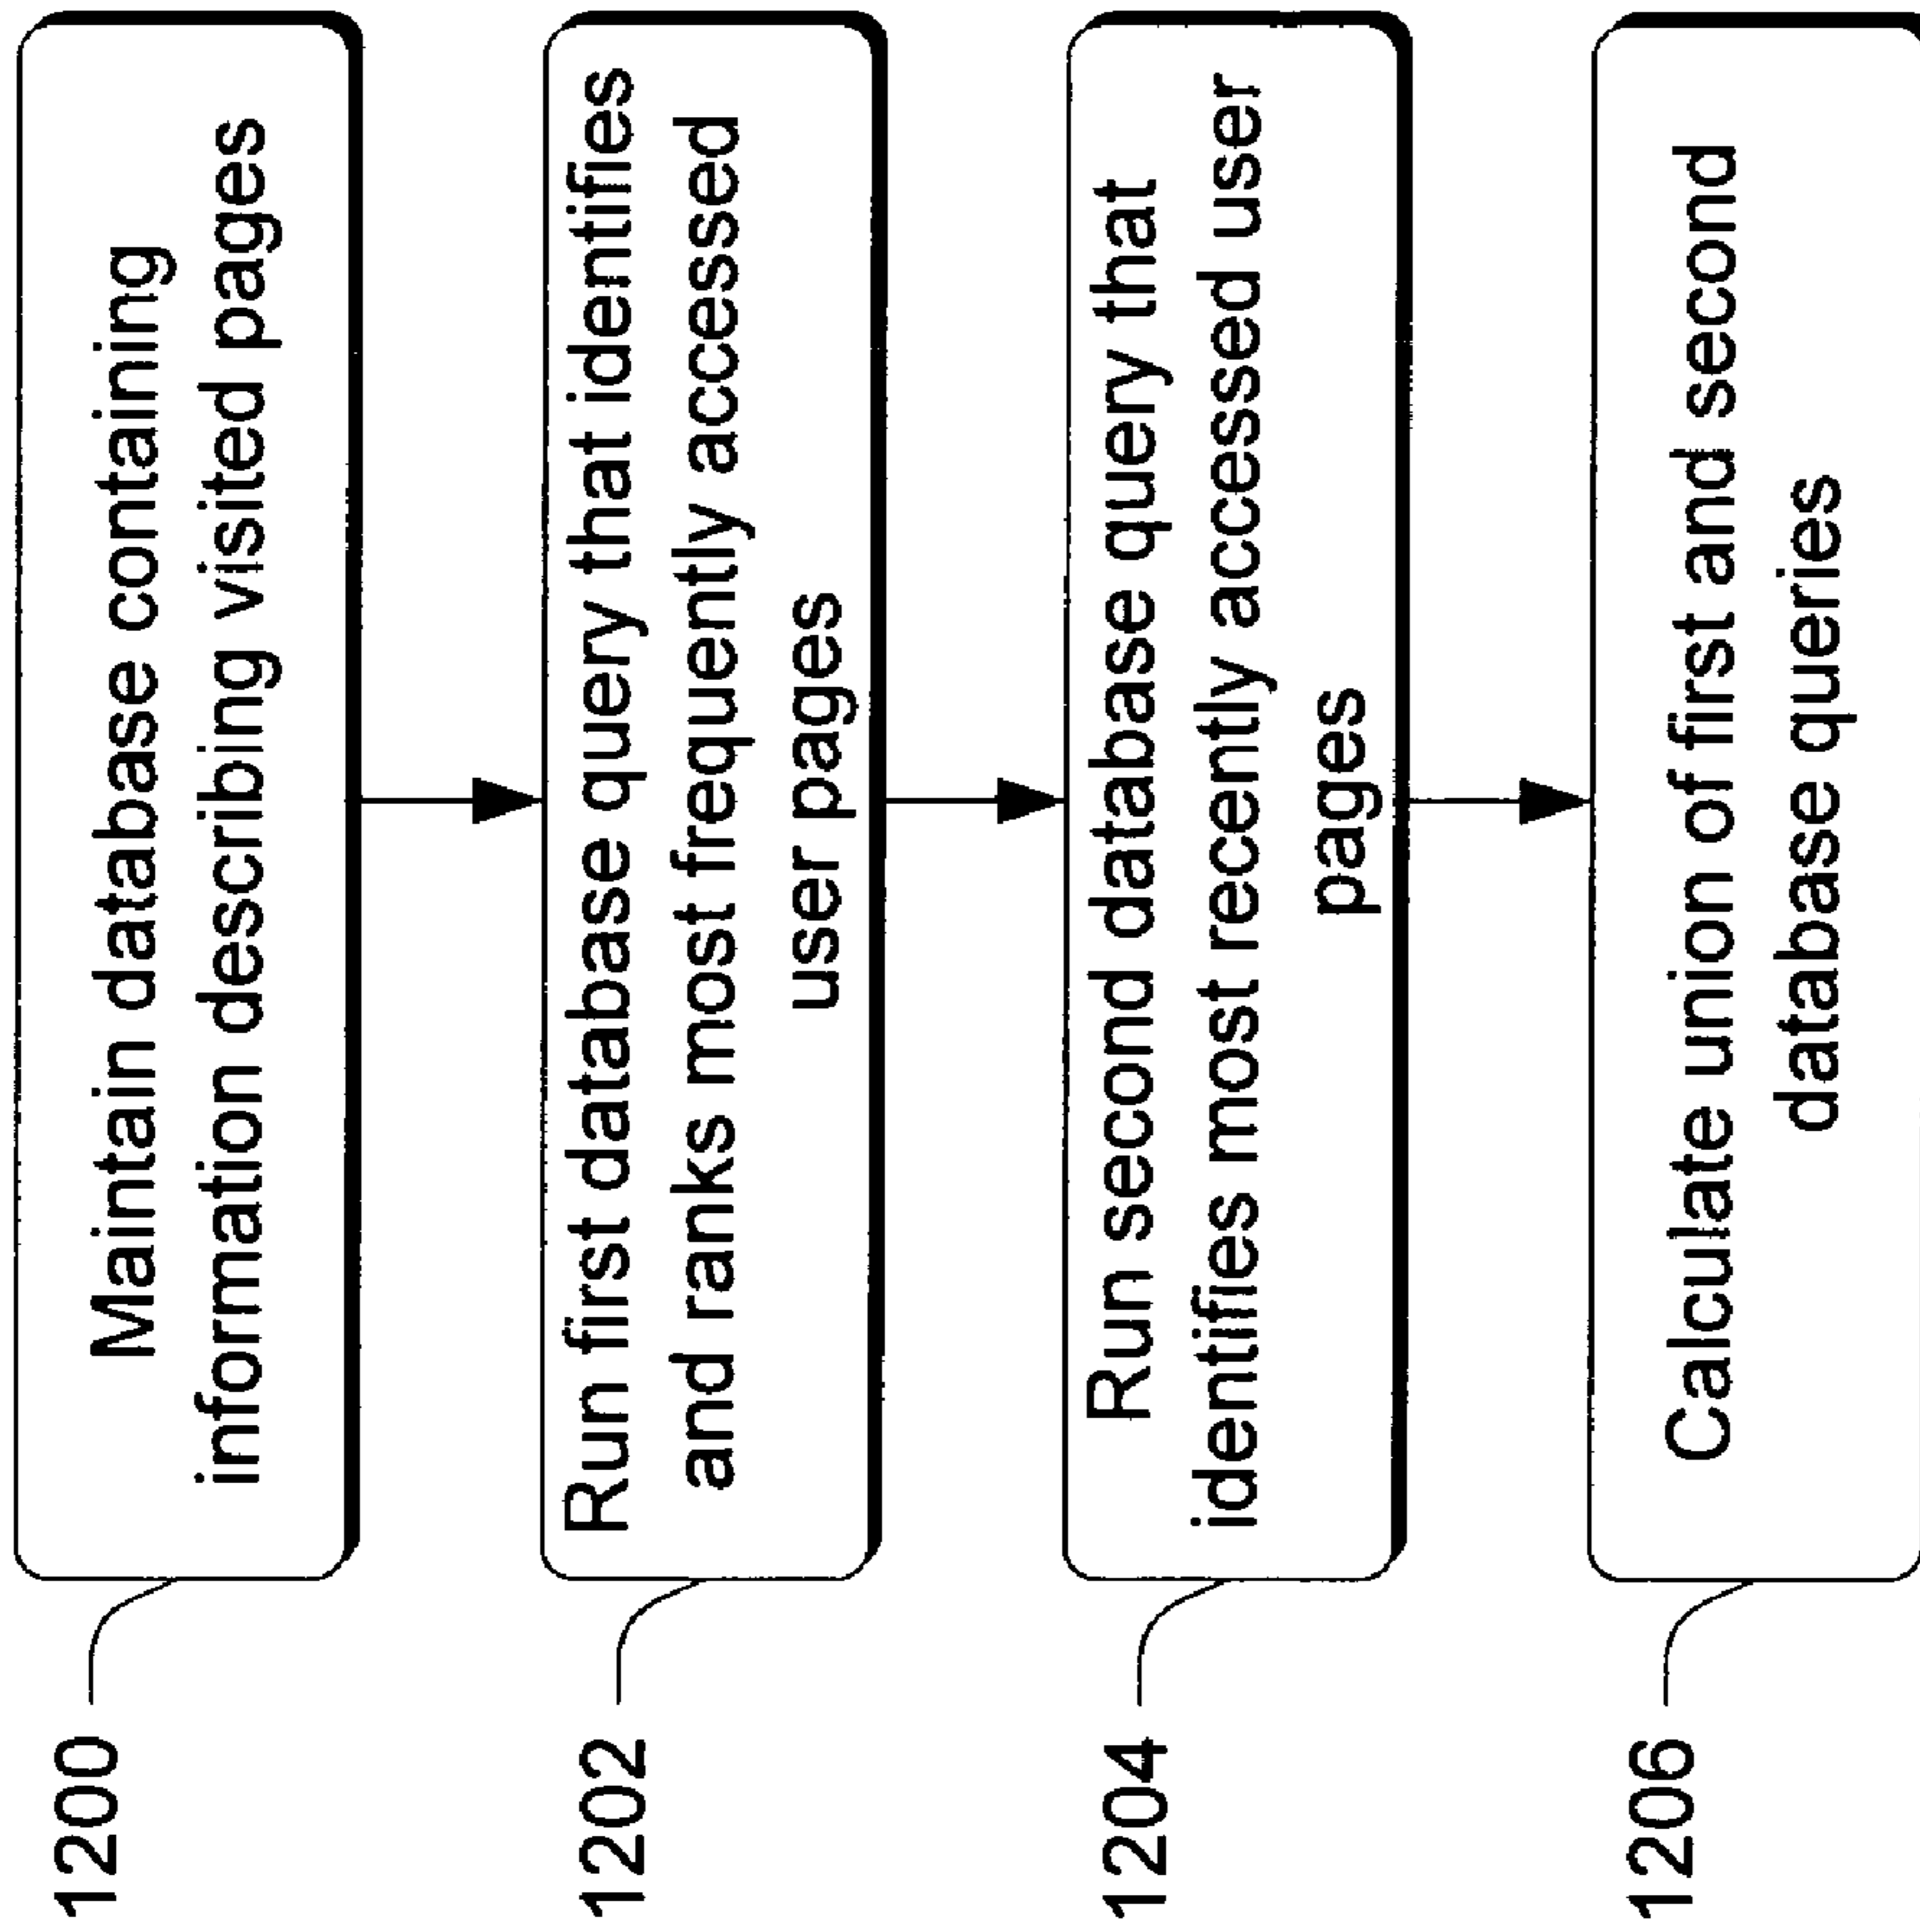 1200
Maintain database containing
information describing visited pages
1202
Run first database query that identifies
and ranks most frequently accessed
user pages
1204
Run second database query that
identifies most recently accessed user
pages
1206
Calculate union of first and second
database queries